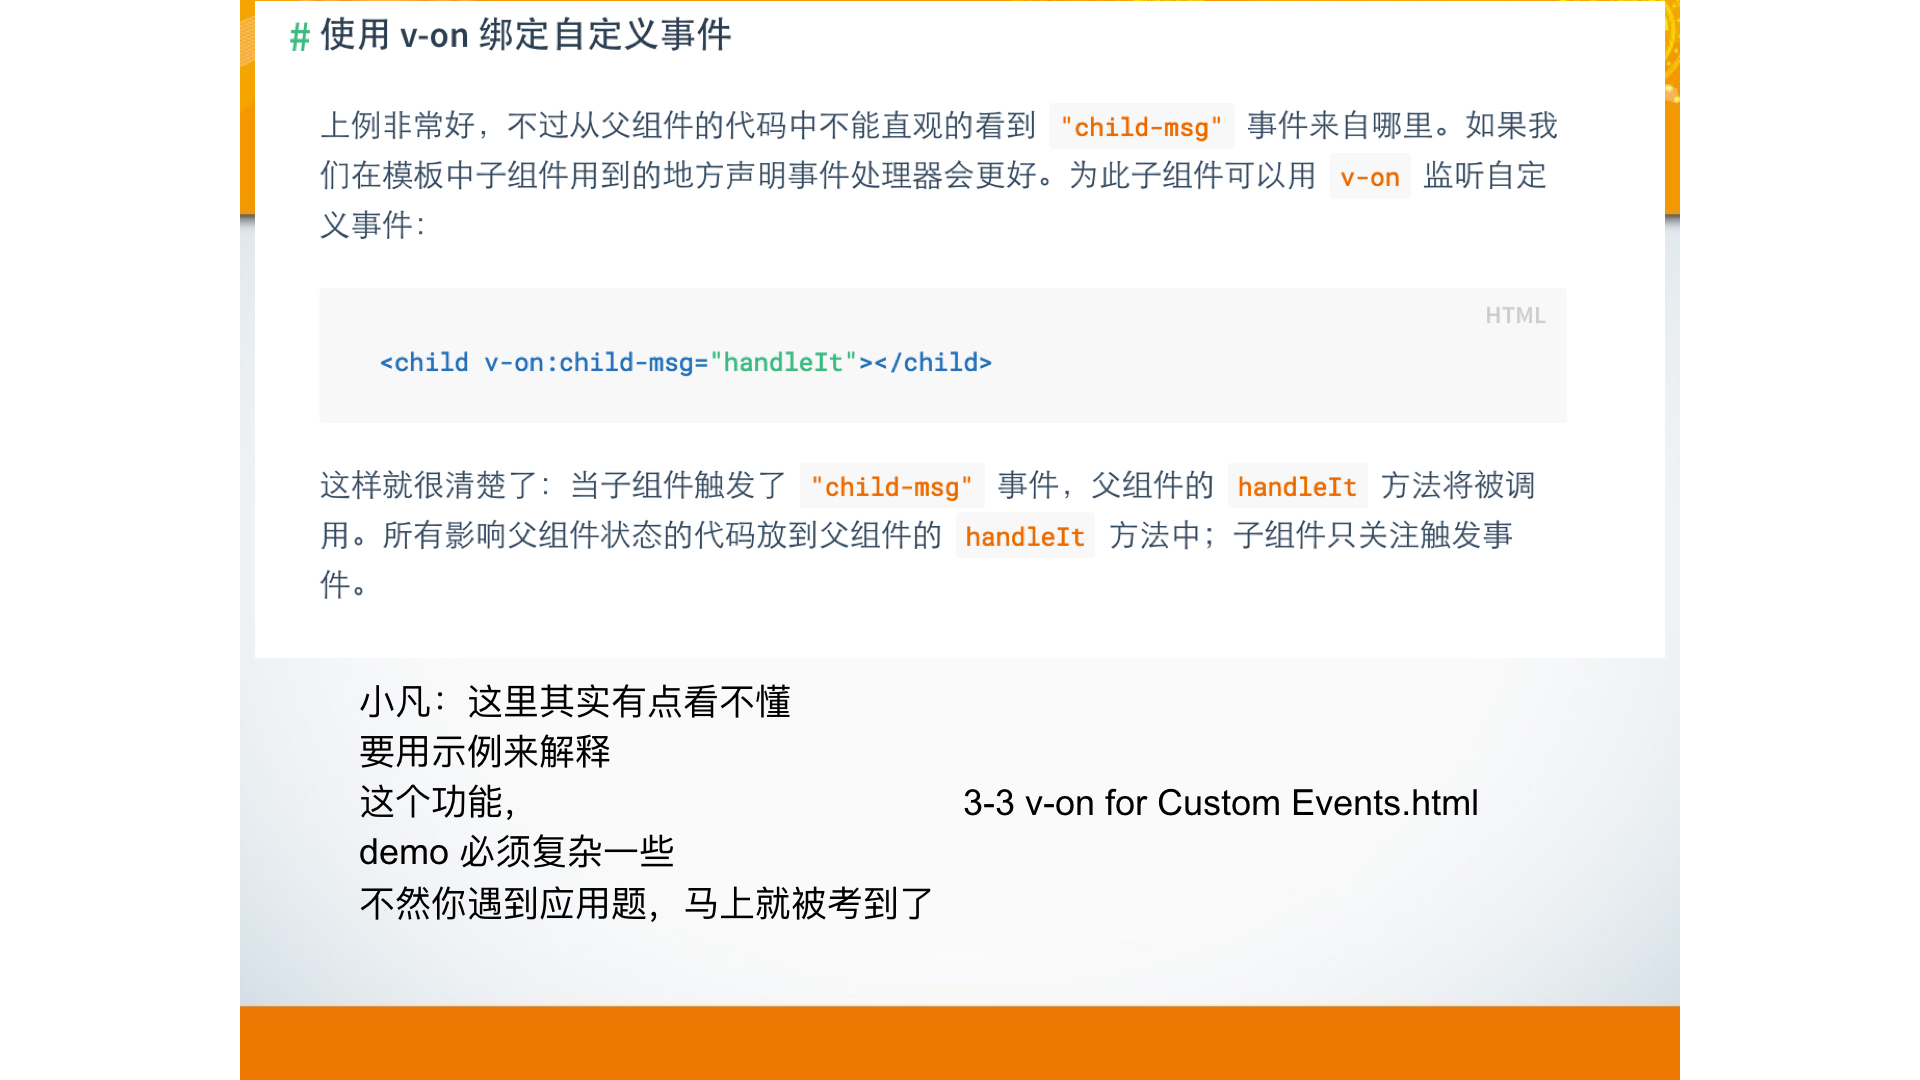 # 使用 v-on 绑定自定义事件
上例非常好，不过从父组件的代码中不能直观的看到 "child-msg" 事件来自哪里。如果我
们在模板中子组件用到的地方声明事件处理器会更好。为此子组件可以用 v-on 监听自定
义事件：
HTML
<child v-on:child-msg="handleIt"></child>
这样就很清楚了：当子组件触发了 "child-msg" 事件，父组件的 handleIt 方法将被调
用。所有影响父组件状态的代码放到父组件的 handleIt 方法中；子组件只关注触发事
件。
小凡：这里其实有点看不懂
要用示例来解释
这个功能，
3-3 v-on for Custom Events.html
demo 必须复杂一些
不然你遇到应用题，马上就被考到了